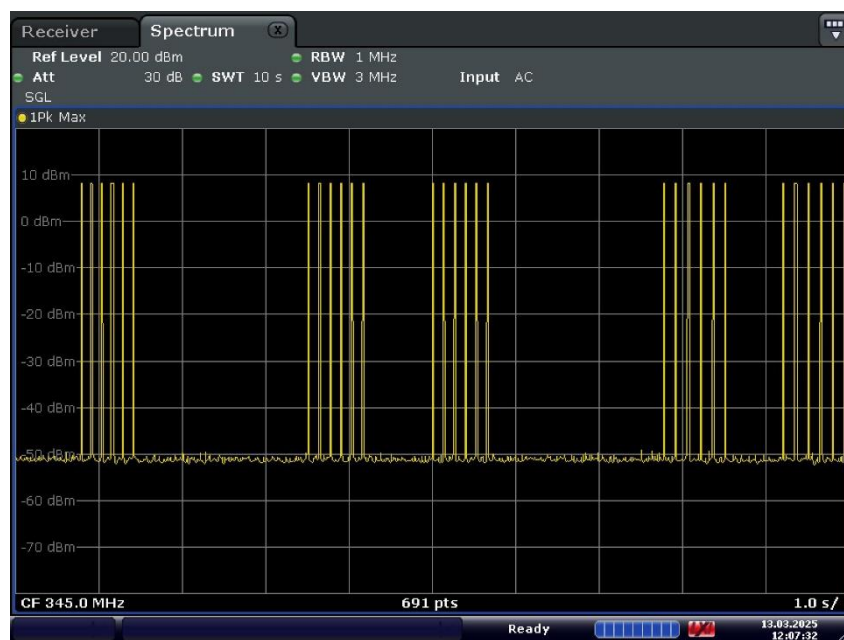 Receiver Spectrum X
Ref Level 20.00 dBm RBW 1 MHz
Att 30 dB SWT 10 s VBW 3 MHz Input AC
SGL
1Pk Max
10 dBm
0 dBm
-10 dBm
-20 dBm
-30 dBm
-40 dBm
-50 dBm
-60 dBm
-70 dBm
CF 345.0 MHz 691 pts 1.0 s/
Ready 13.03.2025
12:07:32